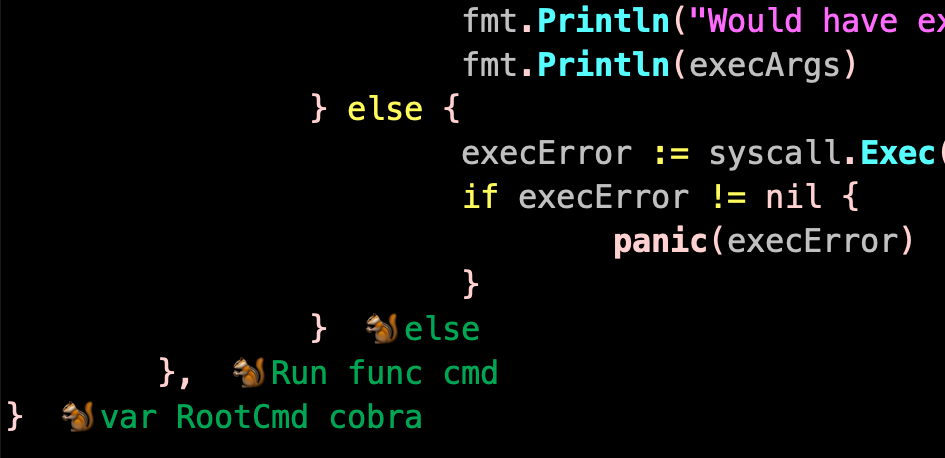 fmt.Println("Would have
fmt.Println(execArgs)
} else {
execError := syscall.Exec(
if execError != nil {
panic(execError)
}
} 🐿️else
}, 🐿️Run func cmd
} 🐿️var RootCmd cobra